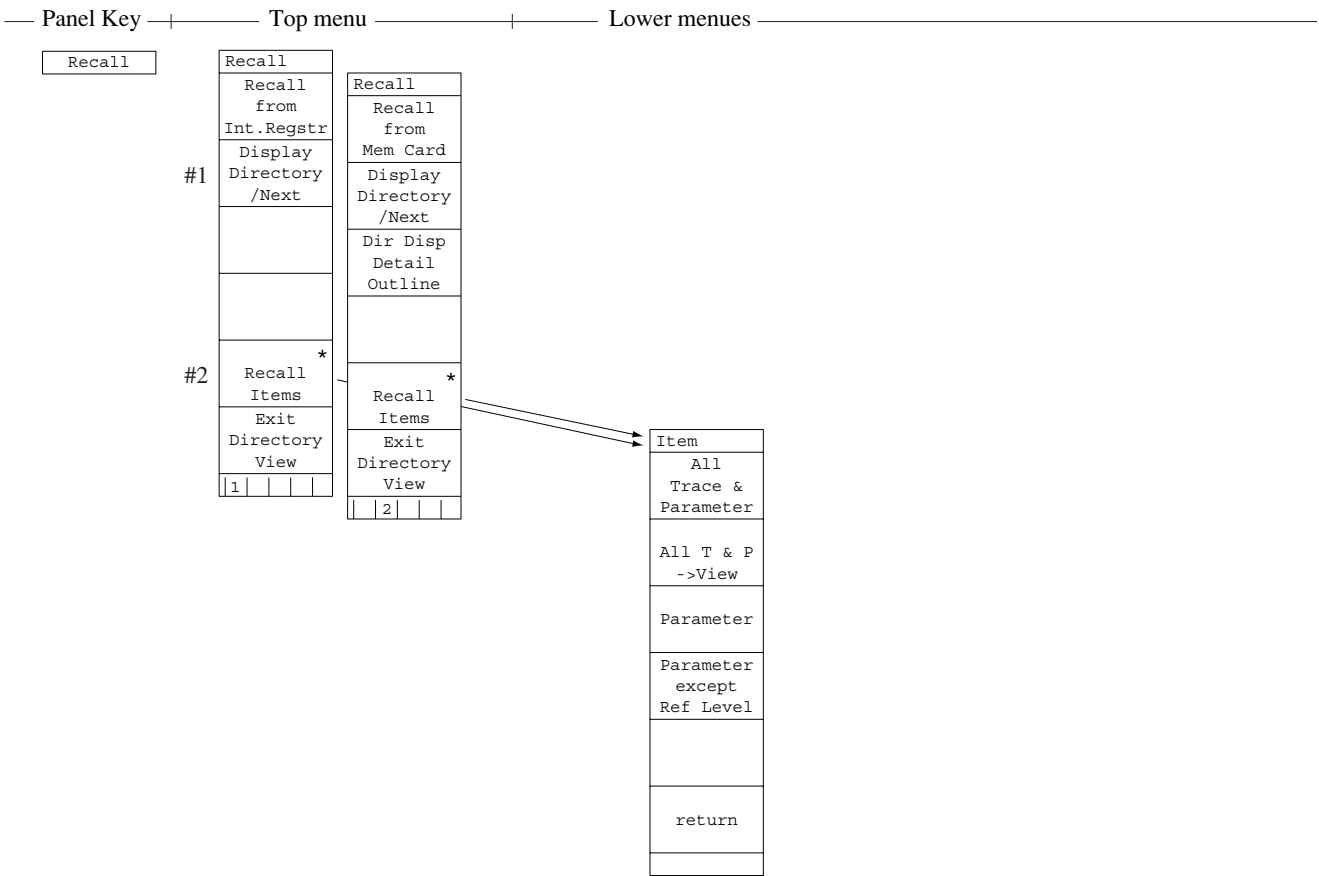 Panel Key
Top menu
Lower menues
Recall
Recall
Recall
from
Int.Regstr
#1
Display
Directory
/Next
#2
*
Recall
Items
Exit
Directory
View
1
Recall
Recall
from
Mem Card
Display
Directory
/Next
Dir Disp
Detail
Outline
*
Recall
Items
Exit
Directory
View
2
Item
All
Trace &
Parameter
All T & P
->View
Parameter
Parameter
except
Ref Level
return